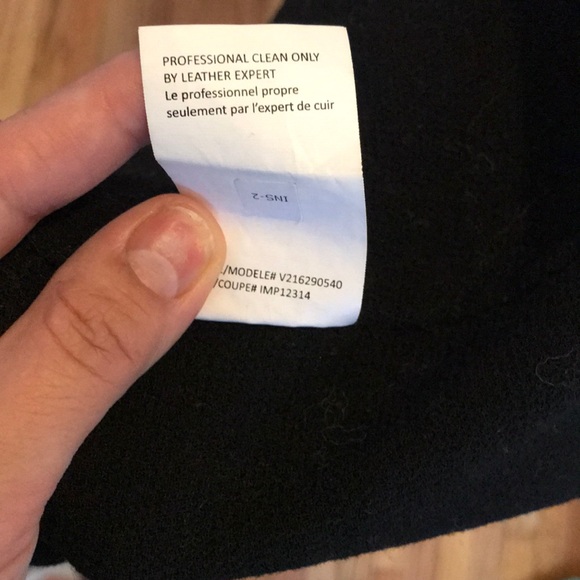 PROFESSIONAL CLEAN ONLY
BY LEATHER EXPERT
Le professionnel propre
seulement par l'expert de cuir
INS-2
/MODELE# V216290540
/COUPE# IMP12314